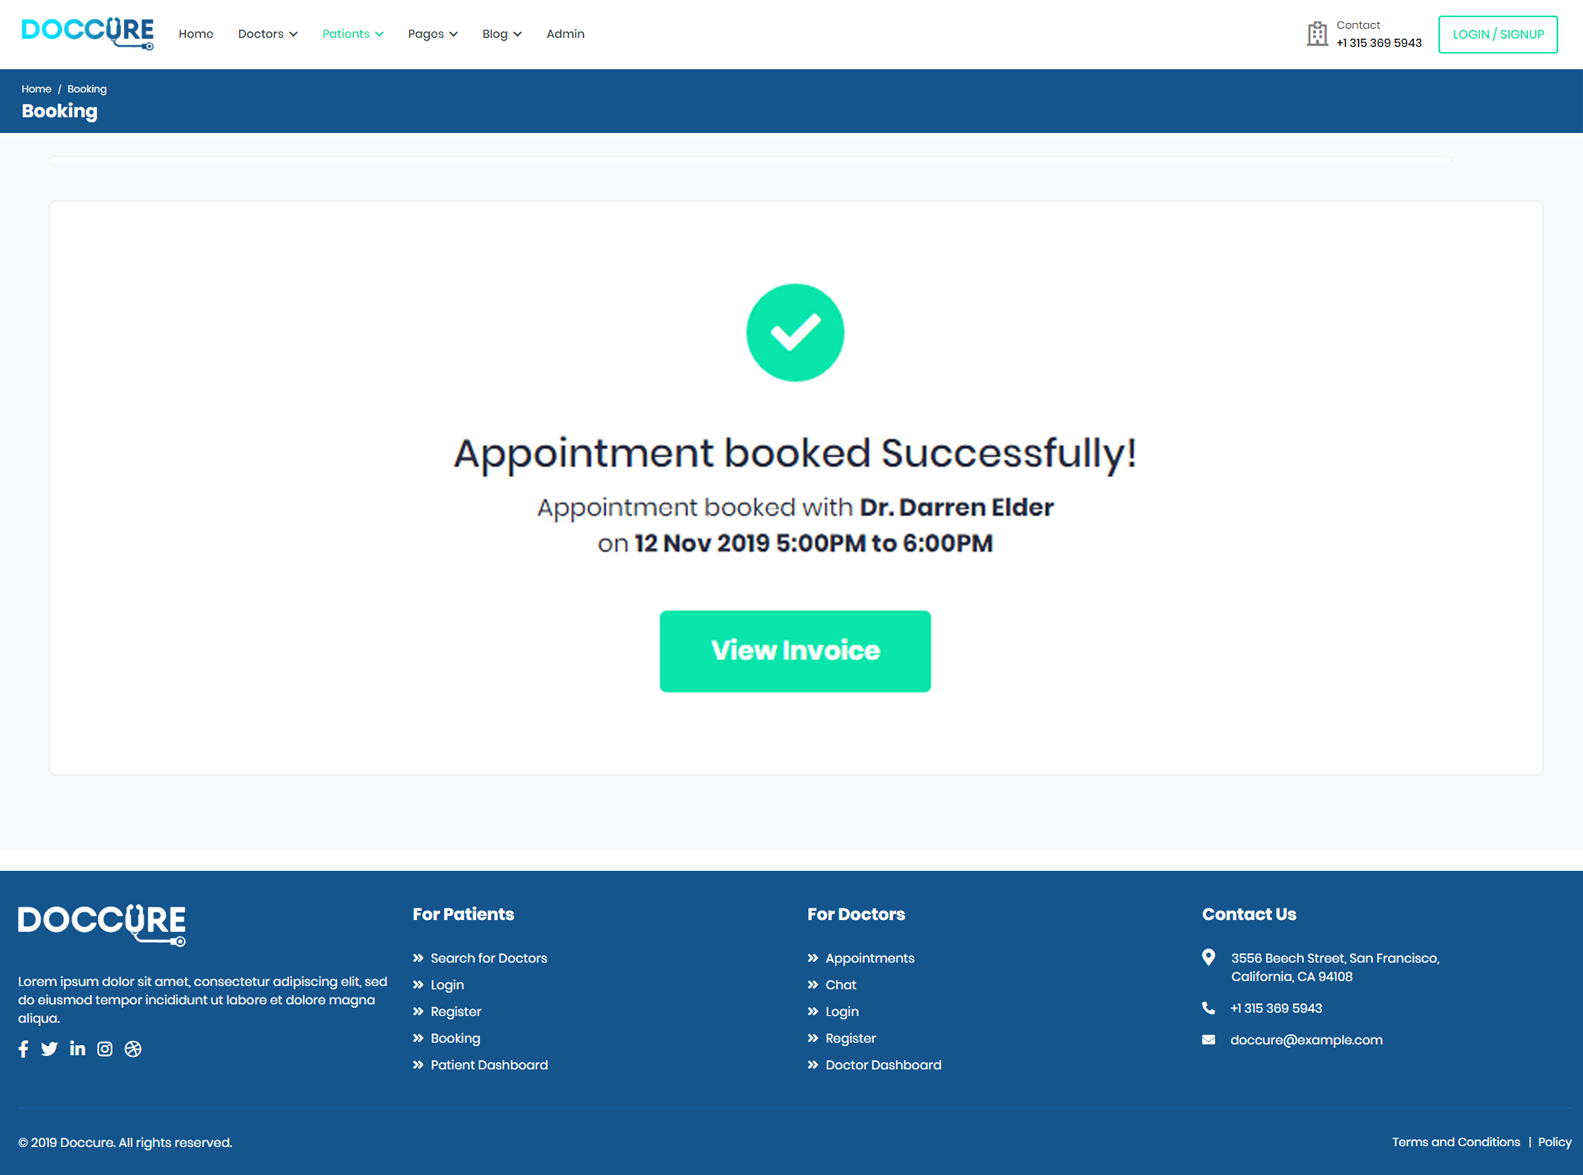 DOCCURE
Home
Doctors
Patients
Pages
Blog
Admin
Contact
+1 315 369 5943
LOGIN / SIGNUP
Home / Booking
Booking
Appointment booked Successfully!
Appointment booked with Dr. Darren Elder
on 12 Nov 2019 5:00PM to 6:00PM
View Invoice
DOCCURE
Lorem ipsum dolor sit amet, consectetur adipiscing elit, sed
do eiusmod tempor incididunt ut labore et dolore magna
aliqua.
For Patients
Search for Doctors
Login
Register
Booking
Patient Dashboard
For Doctors
Appointments
Chat
Login
Register
Doctor Dashboard
Contact Us
3556 Beech Street, San Francisco,
California, CA 94108
+1 315 369 5943
doccure@example.com
© 2019 Doccure. All rights reserved.
Terms and Conditions | Policy